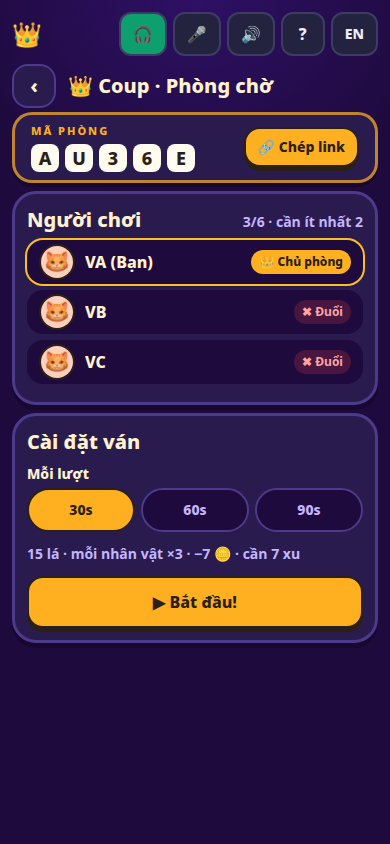 ? EN
‹ 👑 Coup · Phòng chờ
MÃ PHÒNG
A U 3 6 E
🔗 Chép link
Người chơi 3/6 · cần ít nhất 2
VA (Bạn) 👑 Chủ phòng
VB ✖ Đuổi
VC ✖ Đuổi
Cài đặt ván
Mỗi lượt
30s 60s 90s
15 lá · mỗi nhân vật ×3 · −7 🪙 · cần 7 xu
▶ Bắt đầu!